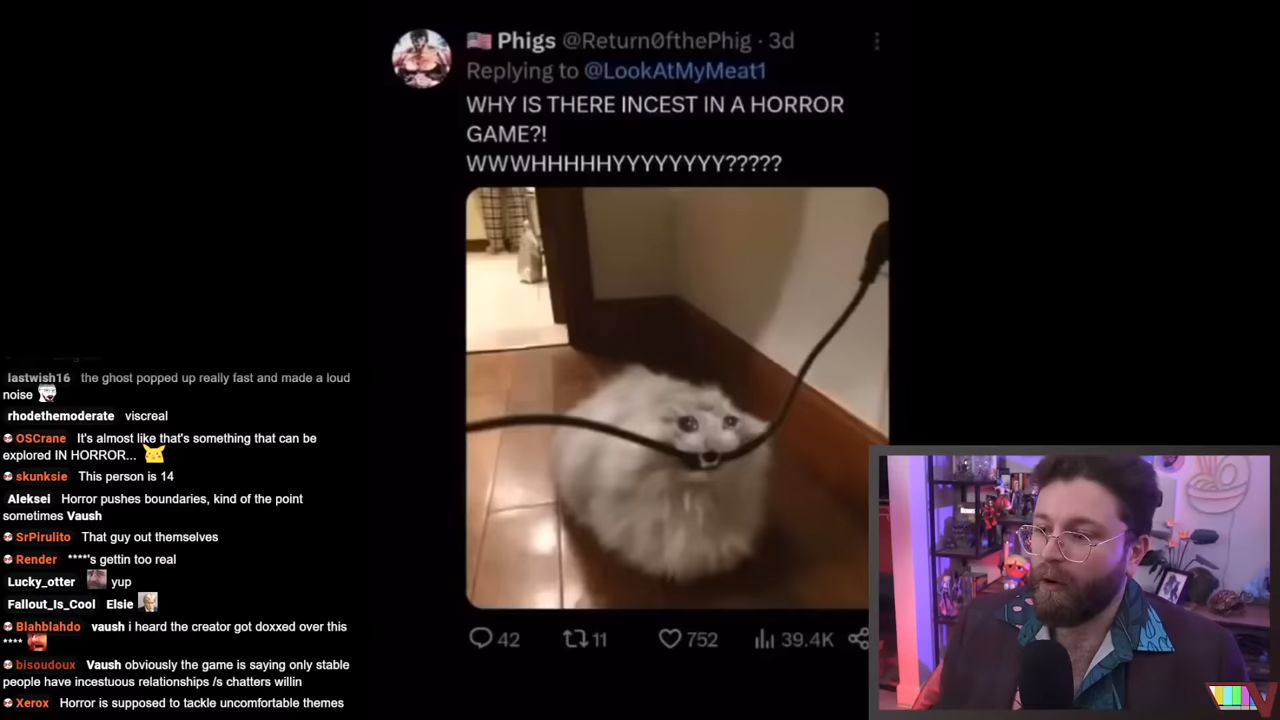 Phigs @Return0fthePhig · 3d
Replying to @LookAtMyMeat1
WHY IS THERE INCEST IN A HORROR
GAME?!
WWWHHHHHYYYYYYYY?????
42 11 752 39.4K
lastwish16 the ghost popped up really fast and made a loud
noise
rhodethemoderate viscreal
OSCrane It's almost like that's something that can be
explored IN HORROR...
skunksie This person is 14
Aleksei Horror pushes boundaries, kind of the point
sometimes Vaush
SrPirulito That guy out themselves
Render ****'s gettin too real
Lucky_otter yup
Fallout_Is_Cool Elsie
Blahblahdo vaush i heard the creator got doxxed over this
****
bisoudoux Vaush obviously the game is saying only stable
people have incestuous relationships /s chatters willin
Xerox Horror is supposed to tackle uncomfortable themes